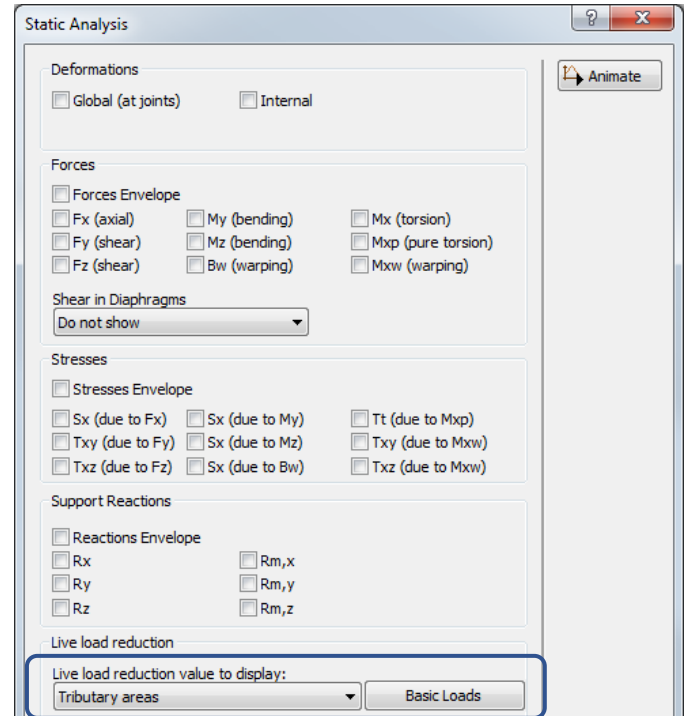 Static Analysis
Deformations
Animate
Global (at joints) Internal
Forces
Forces Envelope
Fx (axial) My (bending) Mx (torsion)
Fy (shear) Mz (bending) Mxp (pure torsion)
Fz (shear) Bw (warping) Mxw (warping)
Shear in Diaphragms
Do not show
Stresses
Stresses Envelope
Sx (due to Fx) Sx (due to My) Tt (due to Mxp)
Txy (due to Fy) Sx (due to Mz) Txy (due to Mxw)
Txz (due to Fz) Sx (due to Bw) Txz (due to Mxw)
Support Reactions
Reactions Envelope
Rx Rm,x
Ry Rm,y
Rz Rm,z
Live load reduction
Live load reduction value to display:
Tributary areas Basic Loads